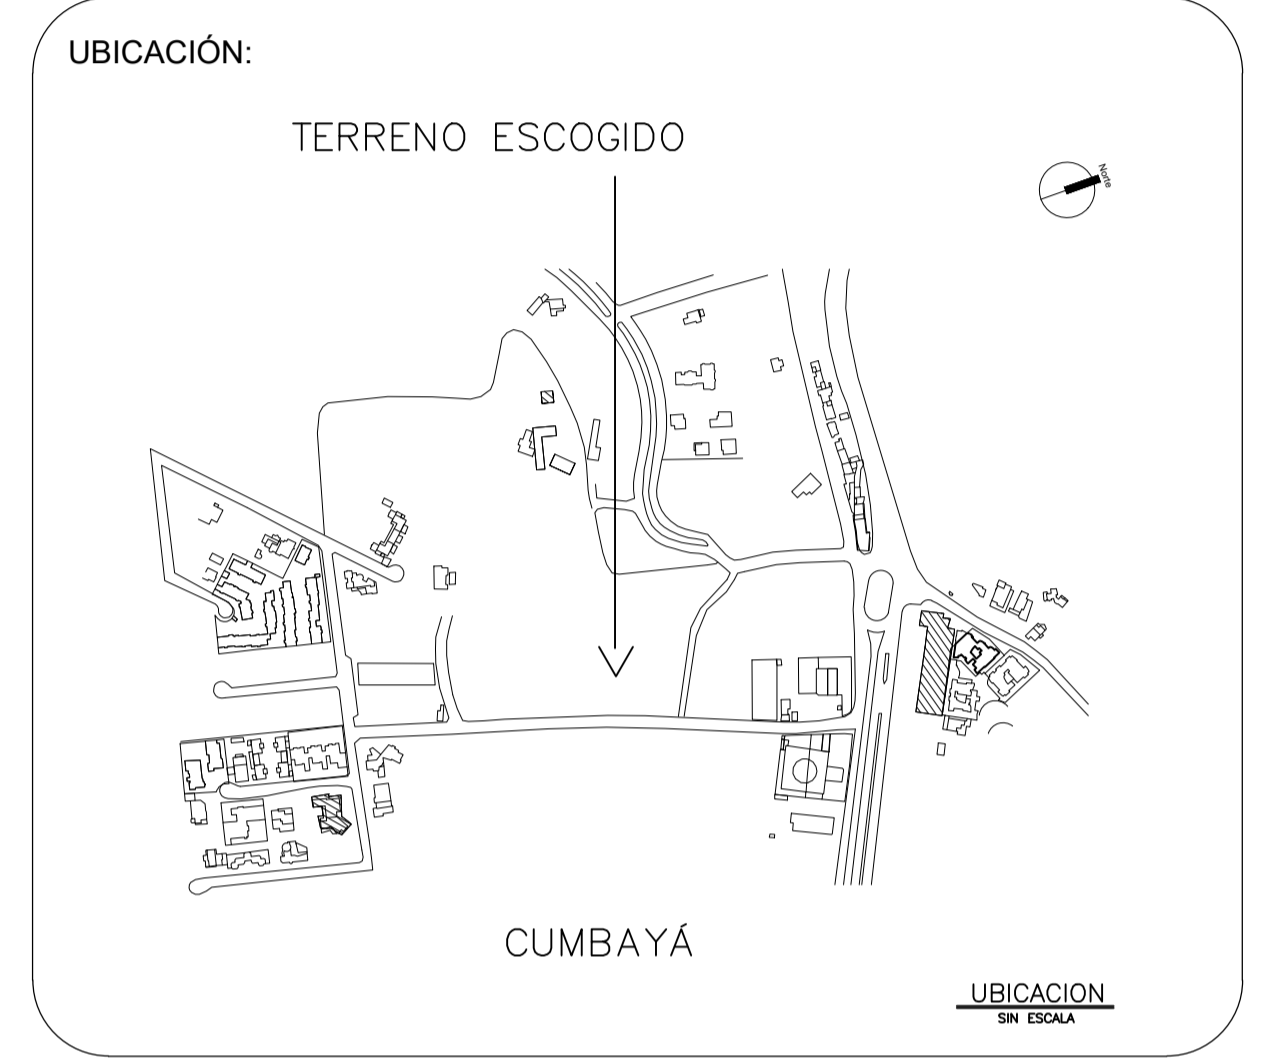 UBICACIÓN:
TERRENO ESCOGIDO
Norte
CUMBAYÁ
UBICACION
SIN ESCALA